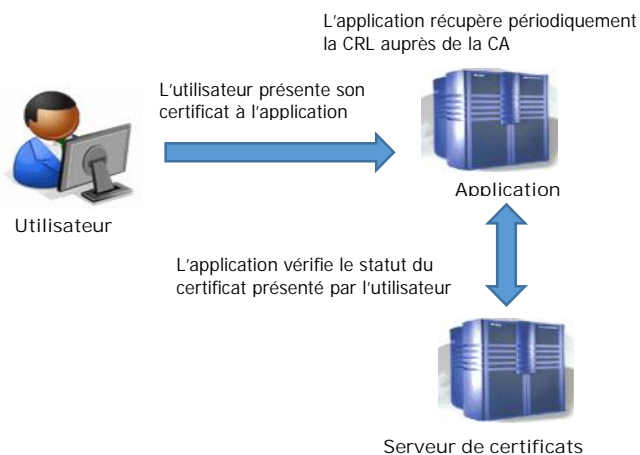 L'application récupère périodiquement
la CRL auprès de la CA
L'utilisateur présente son
certificat à l'application
Application
Utilisateur
L'application vérifie le statut du
certificat présenté par l'utilisateur
Serveur de certificats